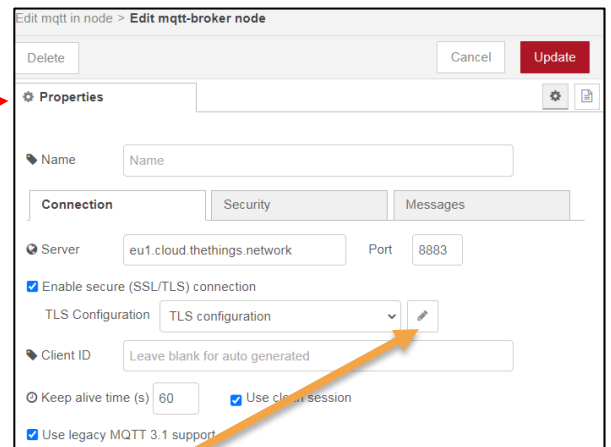 Edit mqtt in node > Edit mqtt-broker node
Delete Cancel Update
Properties
Name Name
Connection Security Messages
Server eu1.cloud.thethings.network Port 8883
Enable secure (SSL/TLS) connection
TLS Configuration TLS configuration
Client ID Leave blank for auto generated
Keep alive time (s) 60 Use clean session
Use legacy MQTT 3.1 support